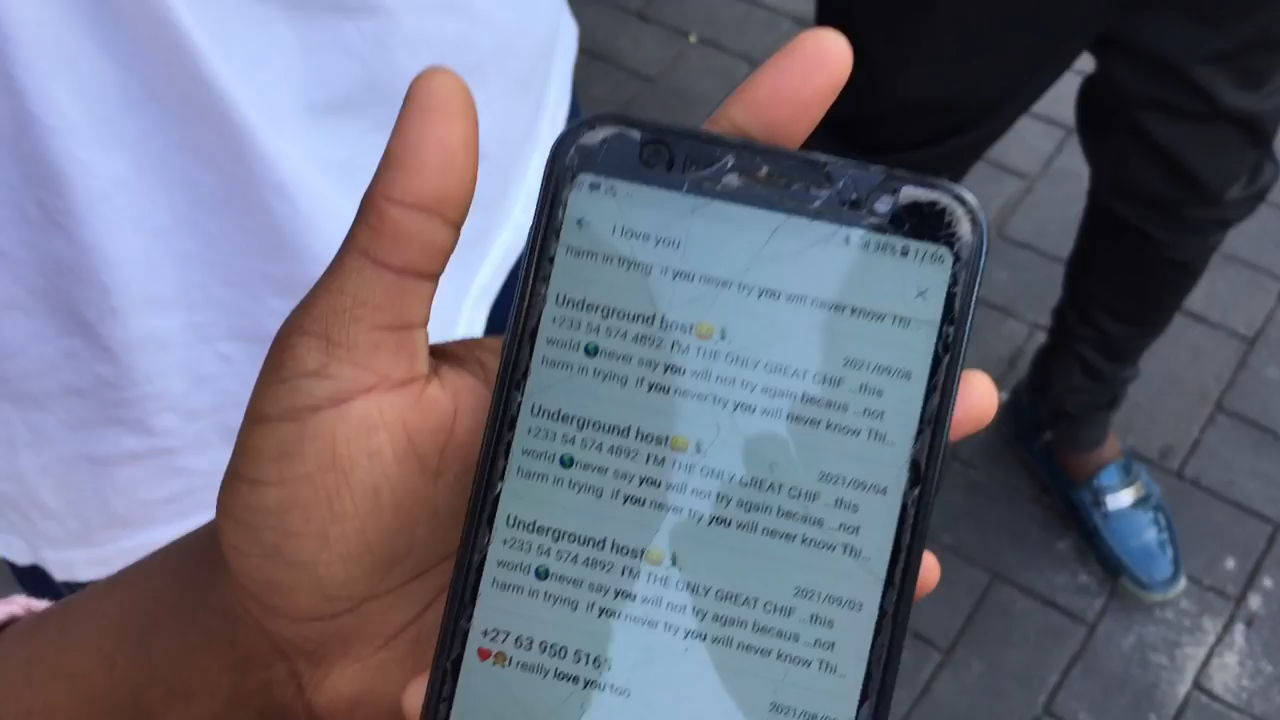 38% 17:06
I love you
harm in trying if you never try you will never know Thi...
Underground host
2021/09/06
+233 54 574 4892: I'M THE ONLY GREAT CHIF ...this
world never say you will not try again becaus ...not
harm in trying if you never try you will never know Thi...
Underground host
2021/09/04
+233 54 574 4892: I'M THE ONLY GREAT CHIF ...this
world never say you will not try again becaus ...not
harm in trying if you never try you will never know Thi...
Underground host
2021/09/03
+233 54 574 4892: I'M THE ONLY GREAT CHIF ...this
world never say you will not try again becaus ...not
harm in trying if you never try you will never know Thi...
+27 63 950 5165
I really love you too